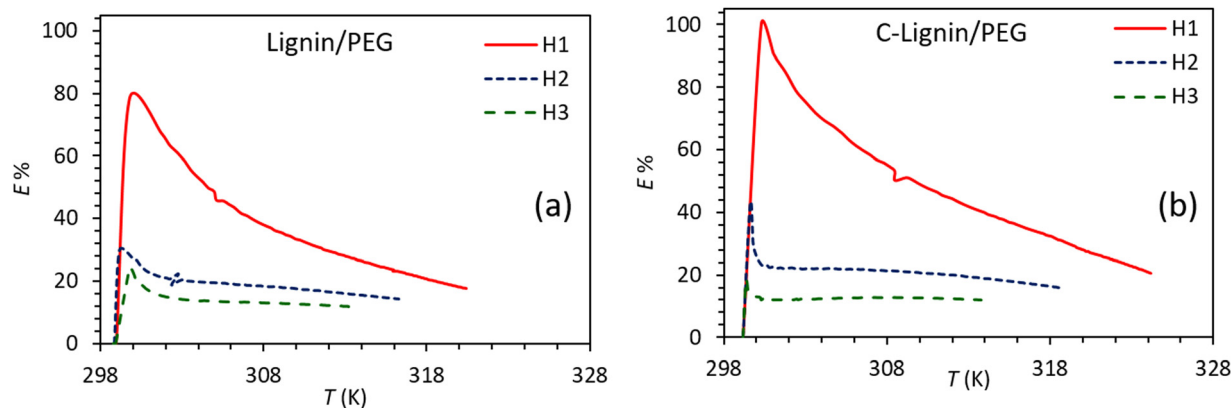 Lignin/PEG
H1
H2
H3
(a)
E %
100
80
60
40
20
0
298
308
318
328
T (K)
C-Lignin/PEG
H1
H2
H3
(b)
E %
100
80
60
40
20
0
298
308
318
328
T (K)